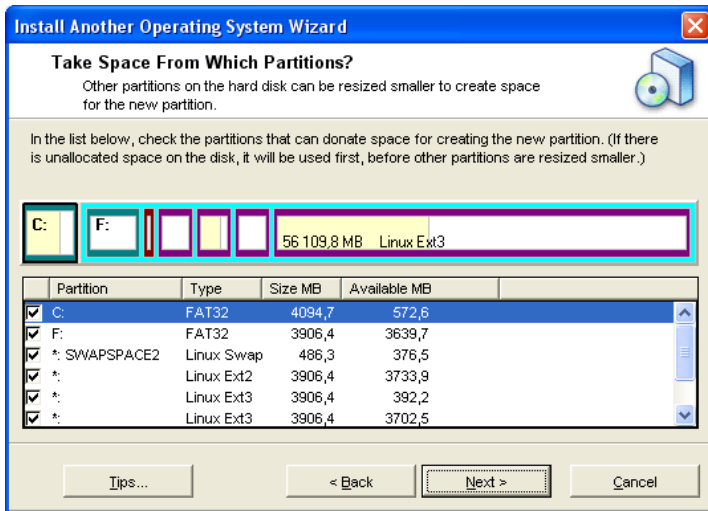 Install Another Operating System Wizard
Take Space From Which Partitions?
Other partitions on the hard disk can be resized smaller to create space
for the new partition.
In the list below, check the partitions that can donate space for creating the new partition. (If there
is unallocated space on the disk, it will be used first, before other partitions are resized smaller.)
C: F: 56 109,8 MB Linux Ext3
Partition Type Size MB Available MB
C: FAT32 4094,7 572,6
F: FAT32 3906,4 3639,7
*: SWAPSPACE2 Linux Swap 486,3 376,5
*: Linux Ext2 3906,4 3733,9
*: Linux Ext3 3906,4 392,2
*: Linux Ext3 3906,4 3702,5
Tips... < Back Next > Cancel